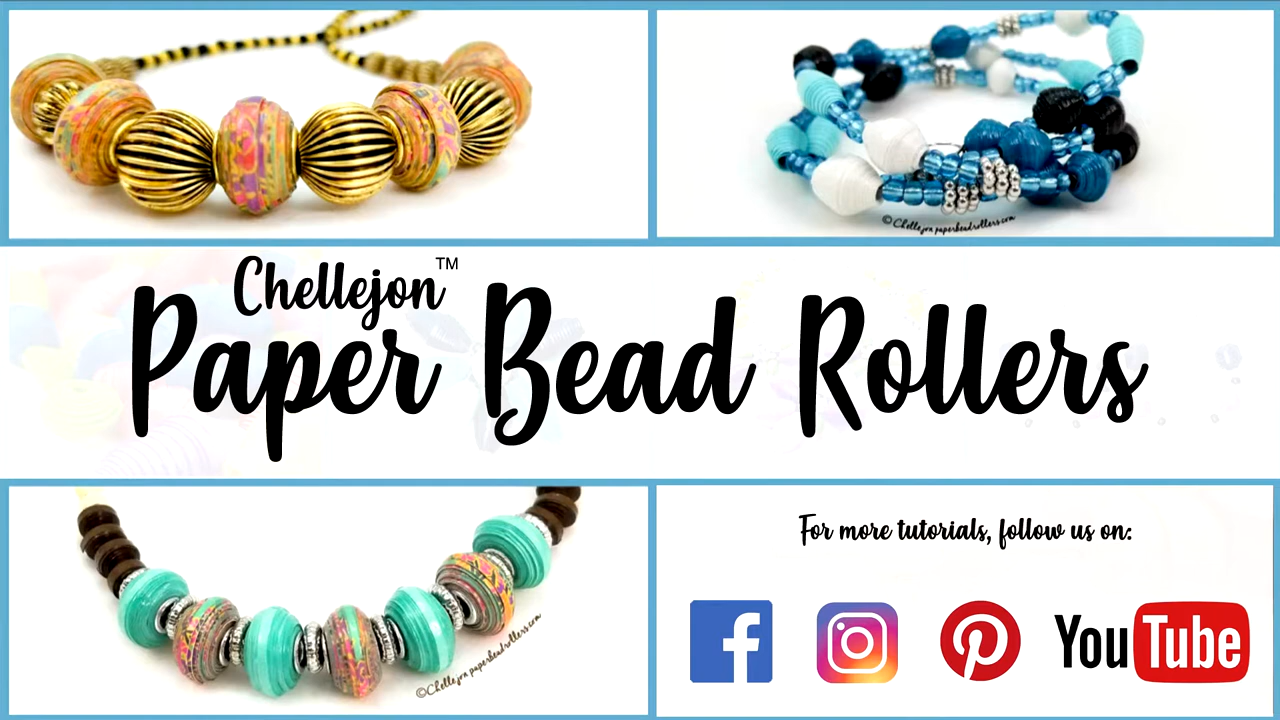 © Chellejon paperbeadrollers.com
Chellejon™
Paper Bead Rollers
For more tutorials, follow us on:
f
YouTube
©Chellejon paperbeadrollers.com